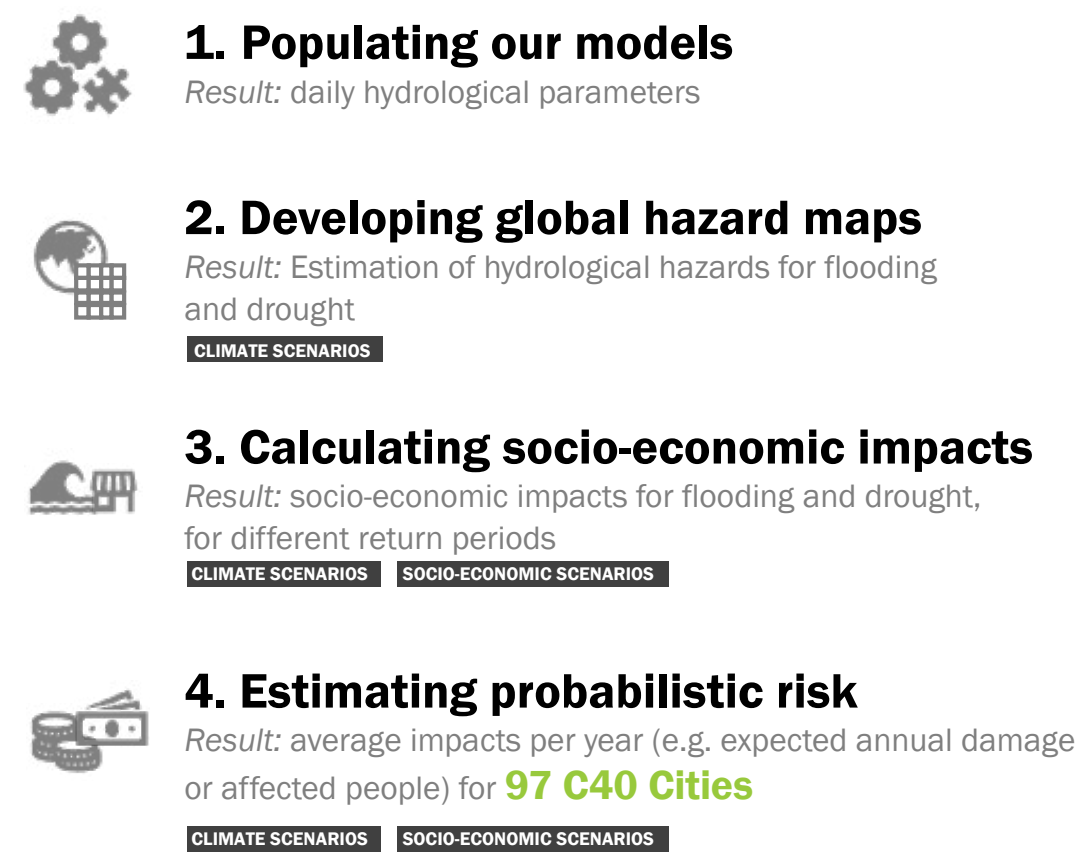 1. Populating our models
Result: daily hydrological parameters
2. Developing global hazard maps
Result: Estimation of hydrological hazards for flooding
and drought
CLIMATE SCENARIOS
3. Calculating socio-economic impacts
Result: socio-economic impacts for flooding and drought,
for different return periods
CLIMATE SCENARIOS SOCIO-ECONOMIC SCENARIOS
4. Estimating probabilistic risk
Result: average impacts per year (e.g. expected annual damage
or affected people) for 97 C40 Cities
CLIMATE SCENARIOS SOCIO-ECONOMIC SCENARIOS